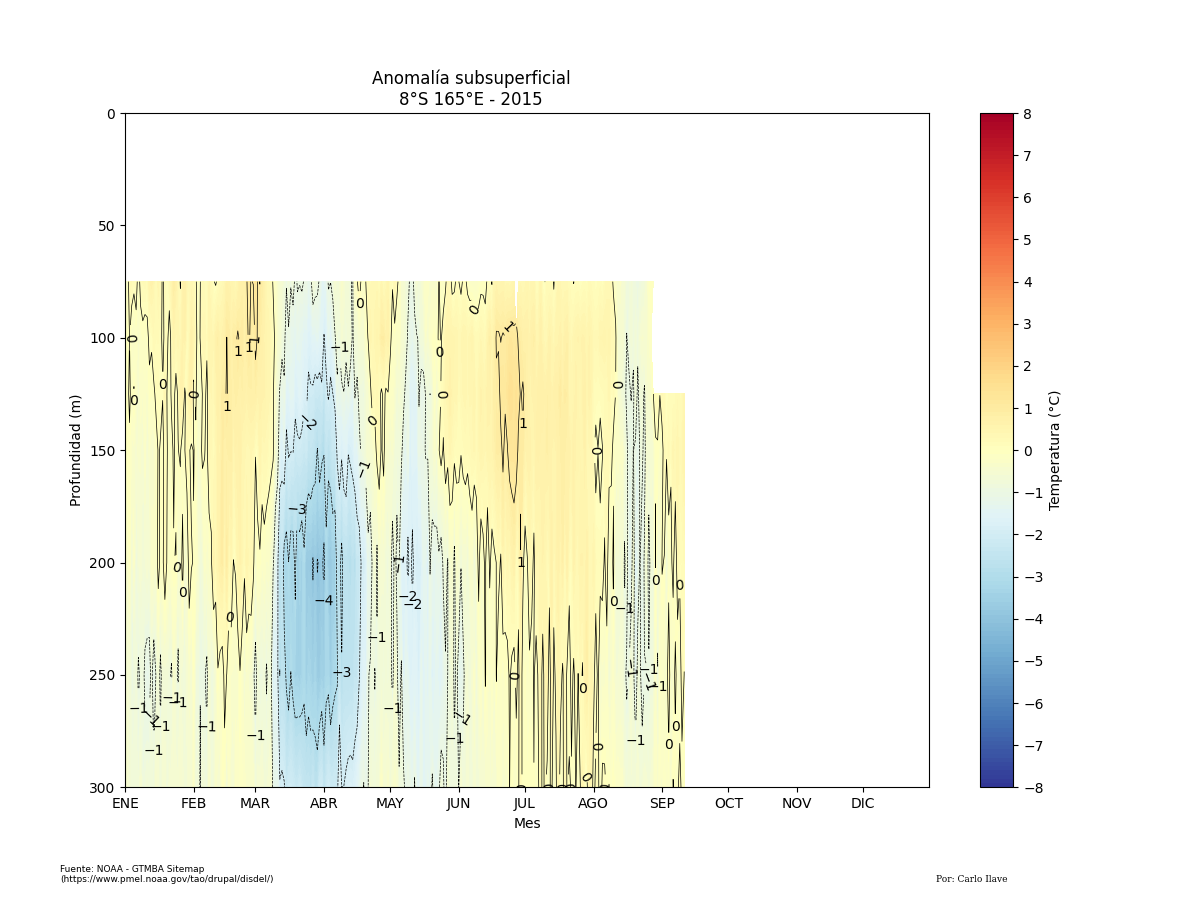 Anomalía subsuperficial
8°S 165°E - 2015
0
50
100
150
200
250
300
Profundidad (m)
ENE FEB MAR ABR MAY JUN JUL AGO SEP OCT NOV DIC
Mes
8
7
6
5
4
3
2
1
0
−1
−2
−3
−4
−5
−6
−7
−8
Temperatura (°C)
Fuente: NOAA - GTMBA Sitemap
(https://www.pmel.noaa.gov/tao/drupal/disdel/)
Por: Carlo Ilave